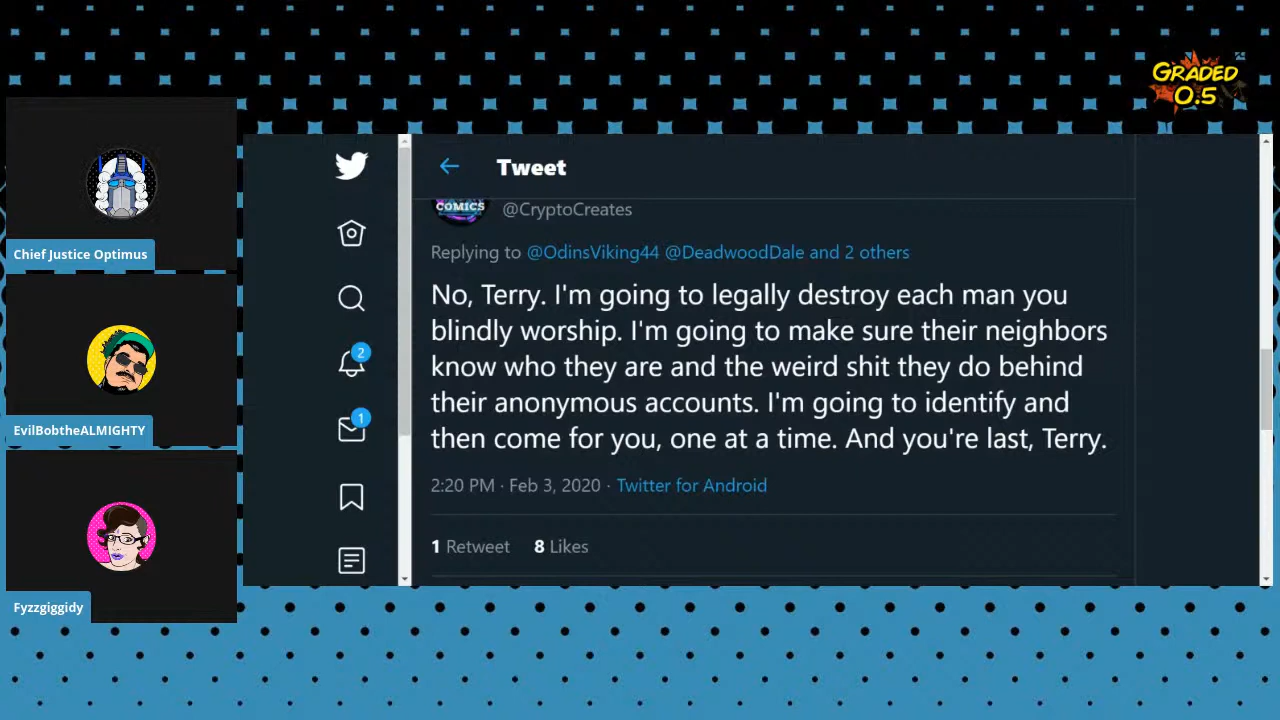 GRADED
0.5
Chief Justice Optimus
EvilBobtheALMIGHTY
Fyzzgiggidy
Tweet
COMICS
@CryptoCreates
Replying to @OdinsViking44 @DeadwoodDale and 2 others
No, Terry. I'm going to legally destroy each man you
blindly worship. I'm going to make sure their neighbors
know who they are and the weird shit they do behind
their anonymous accounts. I'm going to identify and
then come for you, one at a time. And you're last, Terry.
2:20 PM · Feb 3, 2020 · Twitter for Android
1 Retweet 8 Likes
2
1